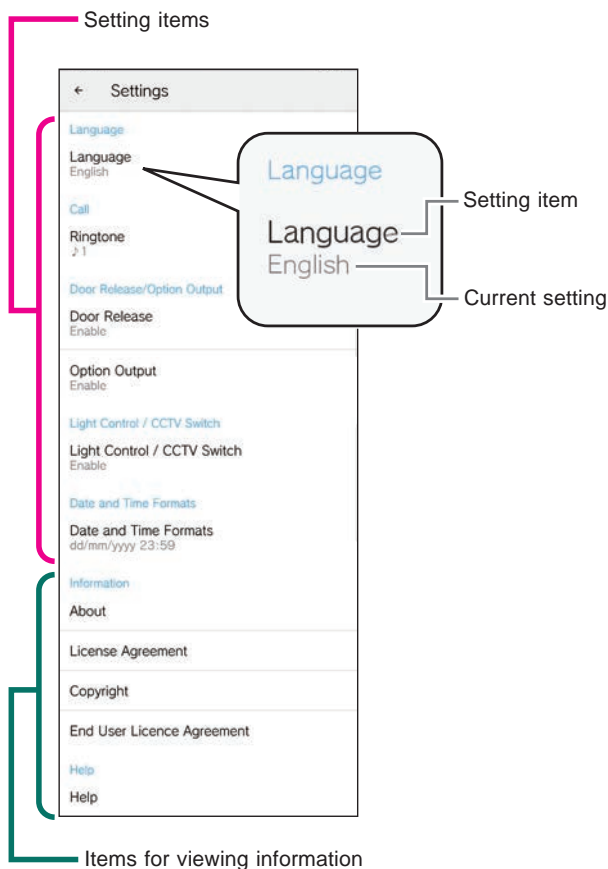 Setting items
← Settings
Language
Language
English
Call
Ringtone
♪1
Door Release/Option Output
Door Release
Enable
Option Output
Enable
Light Control / CCTV Switch
Light Control / CCTV Switch
Enable
Date and Time Formats
Date and Time Formats
dd/mm/yyyy 23:59
Information
About
License Agreement
Copyright
End User Licence Agreement
Help
Help
Language
Language
English
Setting item
Current setting
Items for viewing information